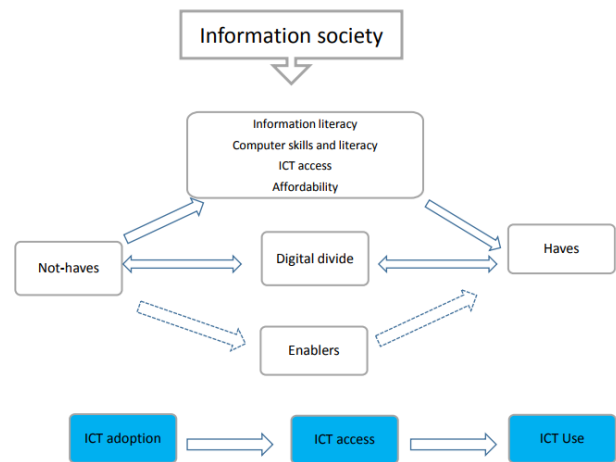 Information society
Information literacy
Computer skills and literacy
ICT access
Affordability
Not-haves
Digital divide
Haves
Enablers
ICT adoption
ICT access
ICT Use